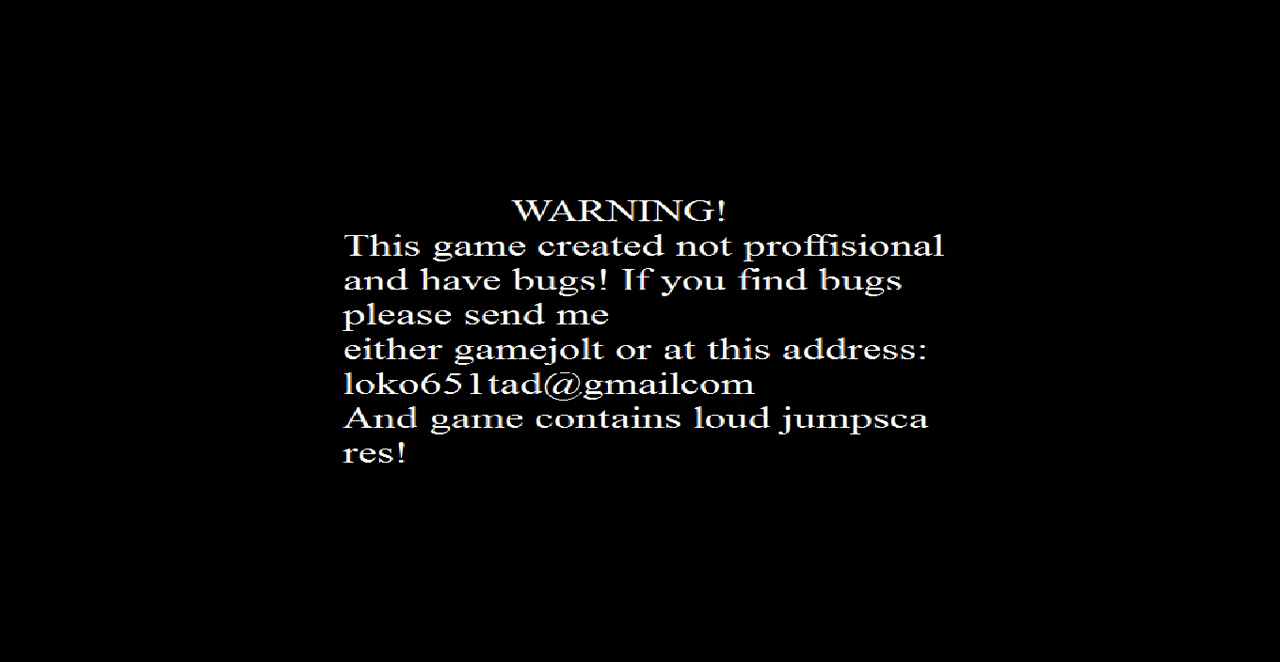 WARNING!
This game created not proffisional
and have bugs! If you find bugs
please send me
either gamejolt or at this address:
loko651tad@gmailcom
And game contains loud jumpsca
res!